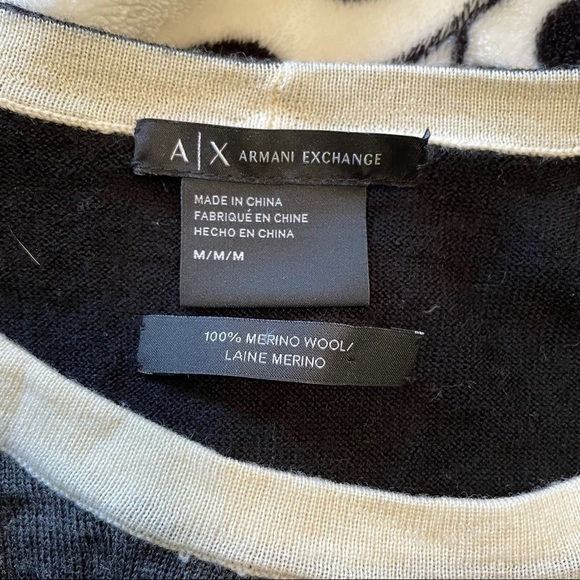 A|X ARMANI EXCHANGE
MADE IN CHINA
FABRIQUÉ EN CHINE
HECHO EN CHINA
M/M/M
100% MERINO WOOL/
LAINE MERINO